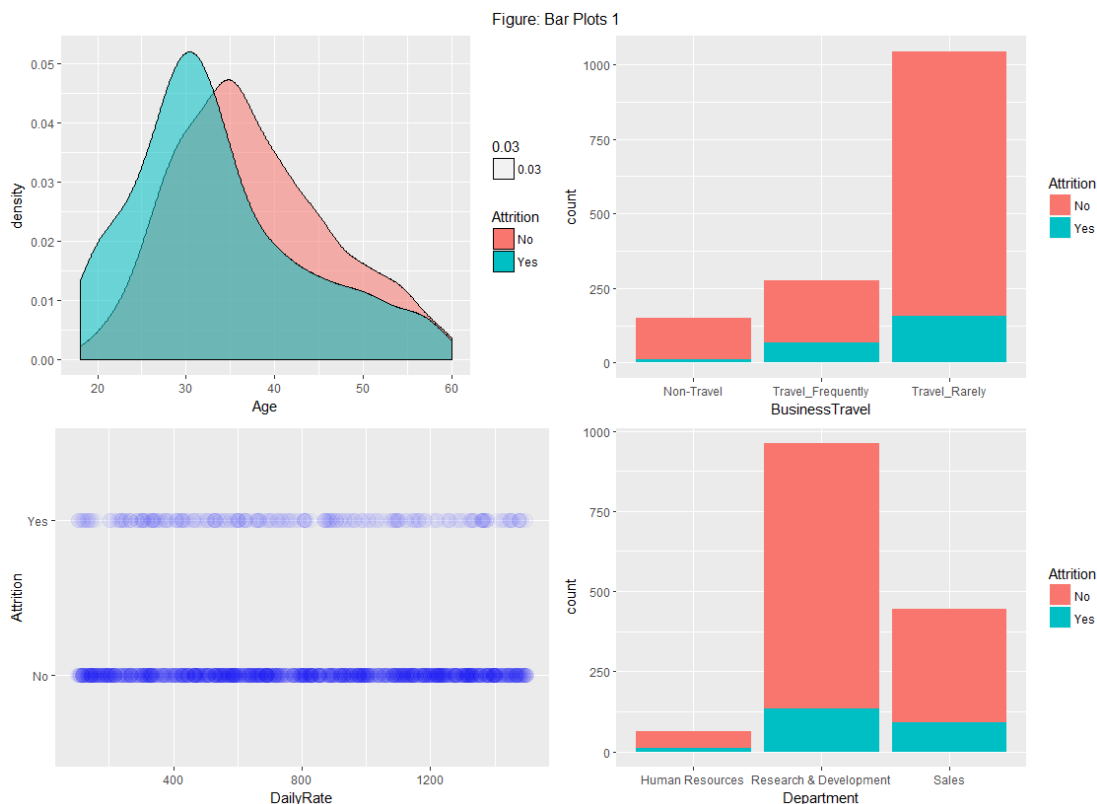 Figure: Bar Plots 1
0.05
0.04
0.03
0.02
0.01
0.00
density
20 30 40 50 60
Age
0.03
0.03
Attrition
No
Yes
1000
750
500
250
0
count
Non-Travel Travel_Frequently Travel_Rarely
BusinessTravel
Attrition
No
Yes
Yes
No
Attrition
400 800 1200
DailyRate
1000
750
500
250
0
count
Human Resources Research & Development Sales
Department
Attrition
No
Yes